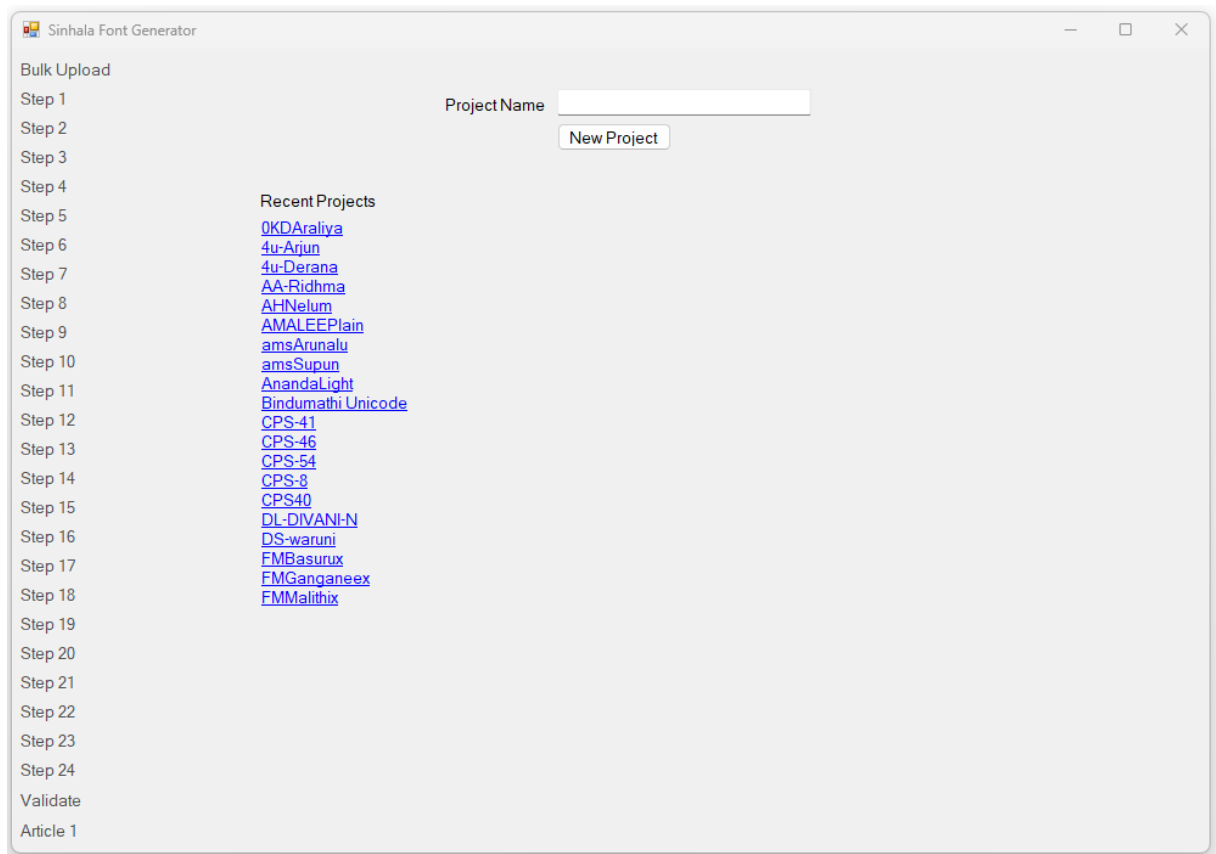 Sinhala Font Generator
Bulk Upload
Step 1
Step 2
Step 3
Step 4
Step 5
Step 6
Step 7
Step 8
Step 9
Step 10
Step 11
Step 12
Step 13
Step 14
Step 15
Step 16
Step 17
Step 18
Step 19
Step 20
Step 21
Step 22
Step 23
Step 24
Validate
Article 1
Project Name
New Project
Recent Projects
0KDAraliya
4u-Arjun
4u-Derana
AA-Ridhma
AHNelum
AMALEEPlain
amsArunalu
amsSupun
AnandaLight
Bindumathi Unicode
CPS-41
CPS-46
CPS-54
CPS-8
CPS40
DL-DIVANI-N
DS-waruni
FMBasurux
FMGanganeex
FMMalithix